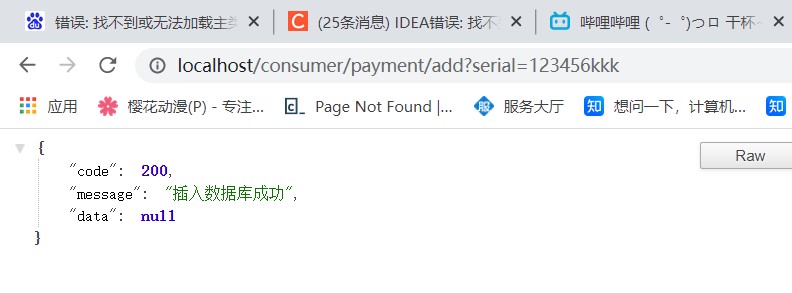 错误: 找不到或无法加载主类
(25条消息) IDEA错误: 找不
哔哩哔哩 ( ゜- ゜)つロ 干杯~
localhost/consumer/payment/add?serial=123456kkk
应用
樱花动漫(P) - 专注...
Page Not Found |...
服务大厅
想问一下，计算机...
知
Raw
{
"code": 200,
"message": "插入数据库成功",
"data": null
}